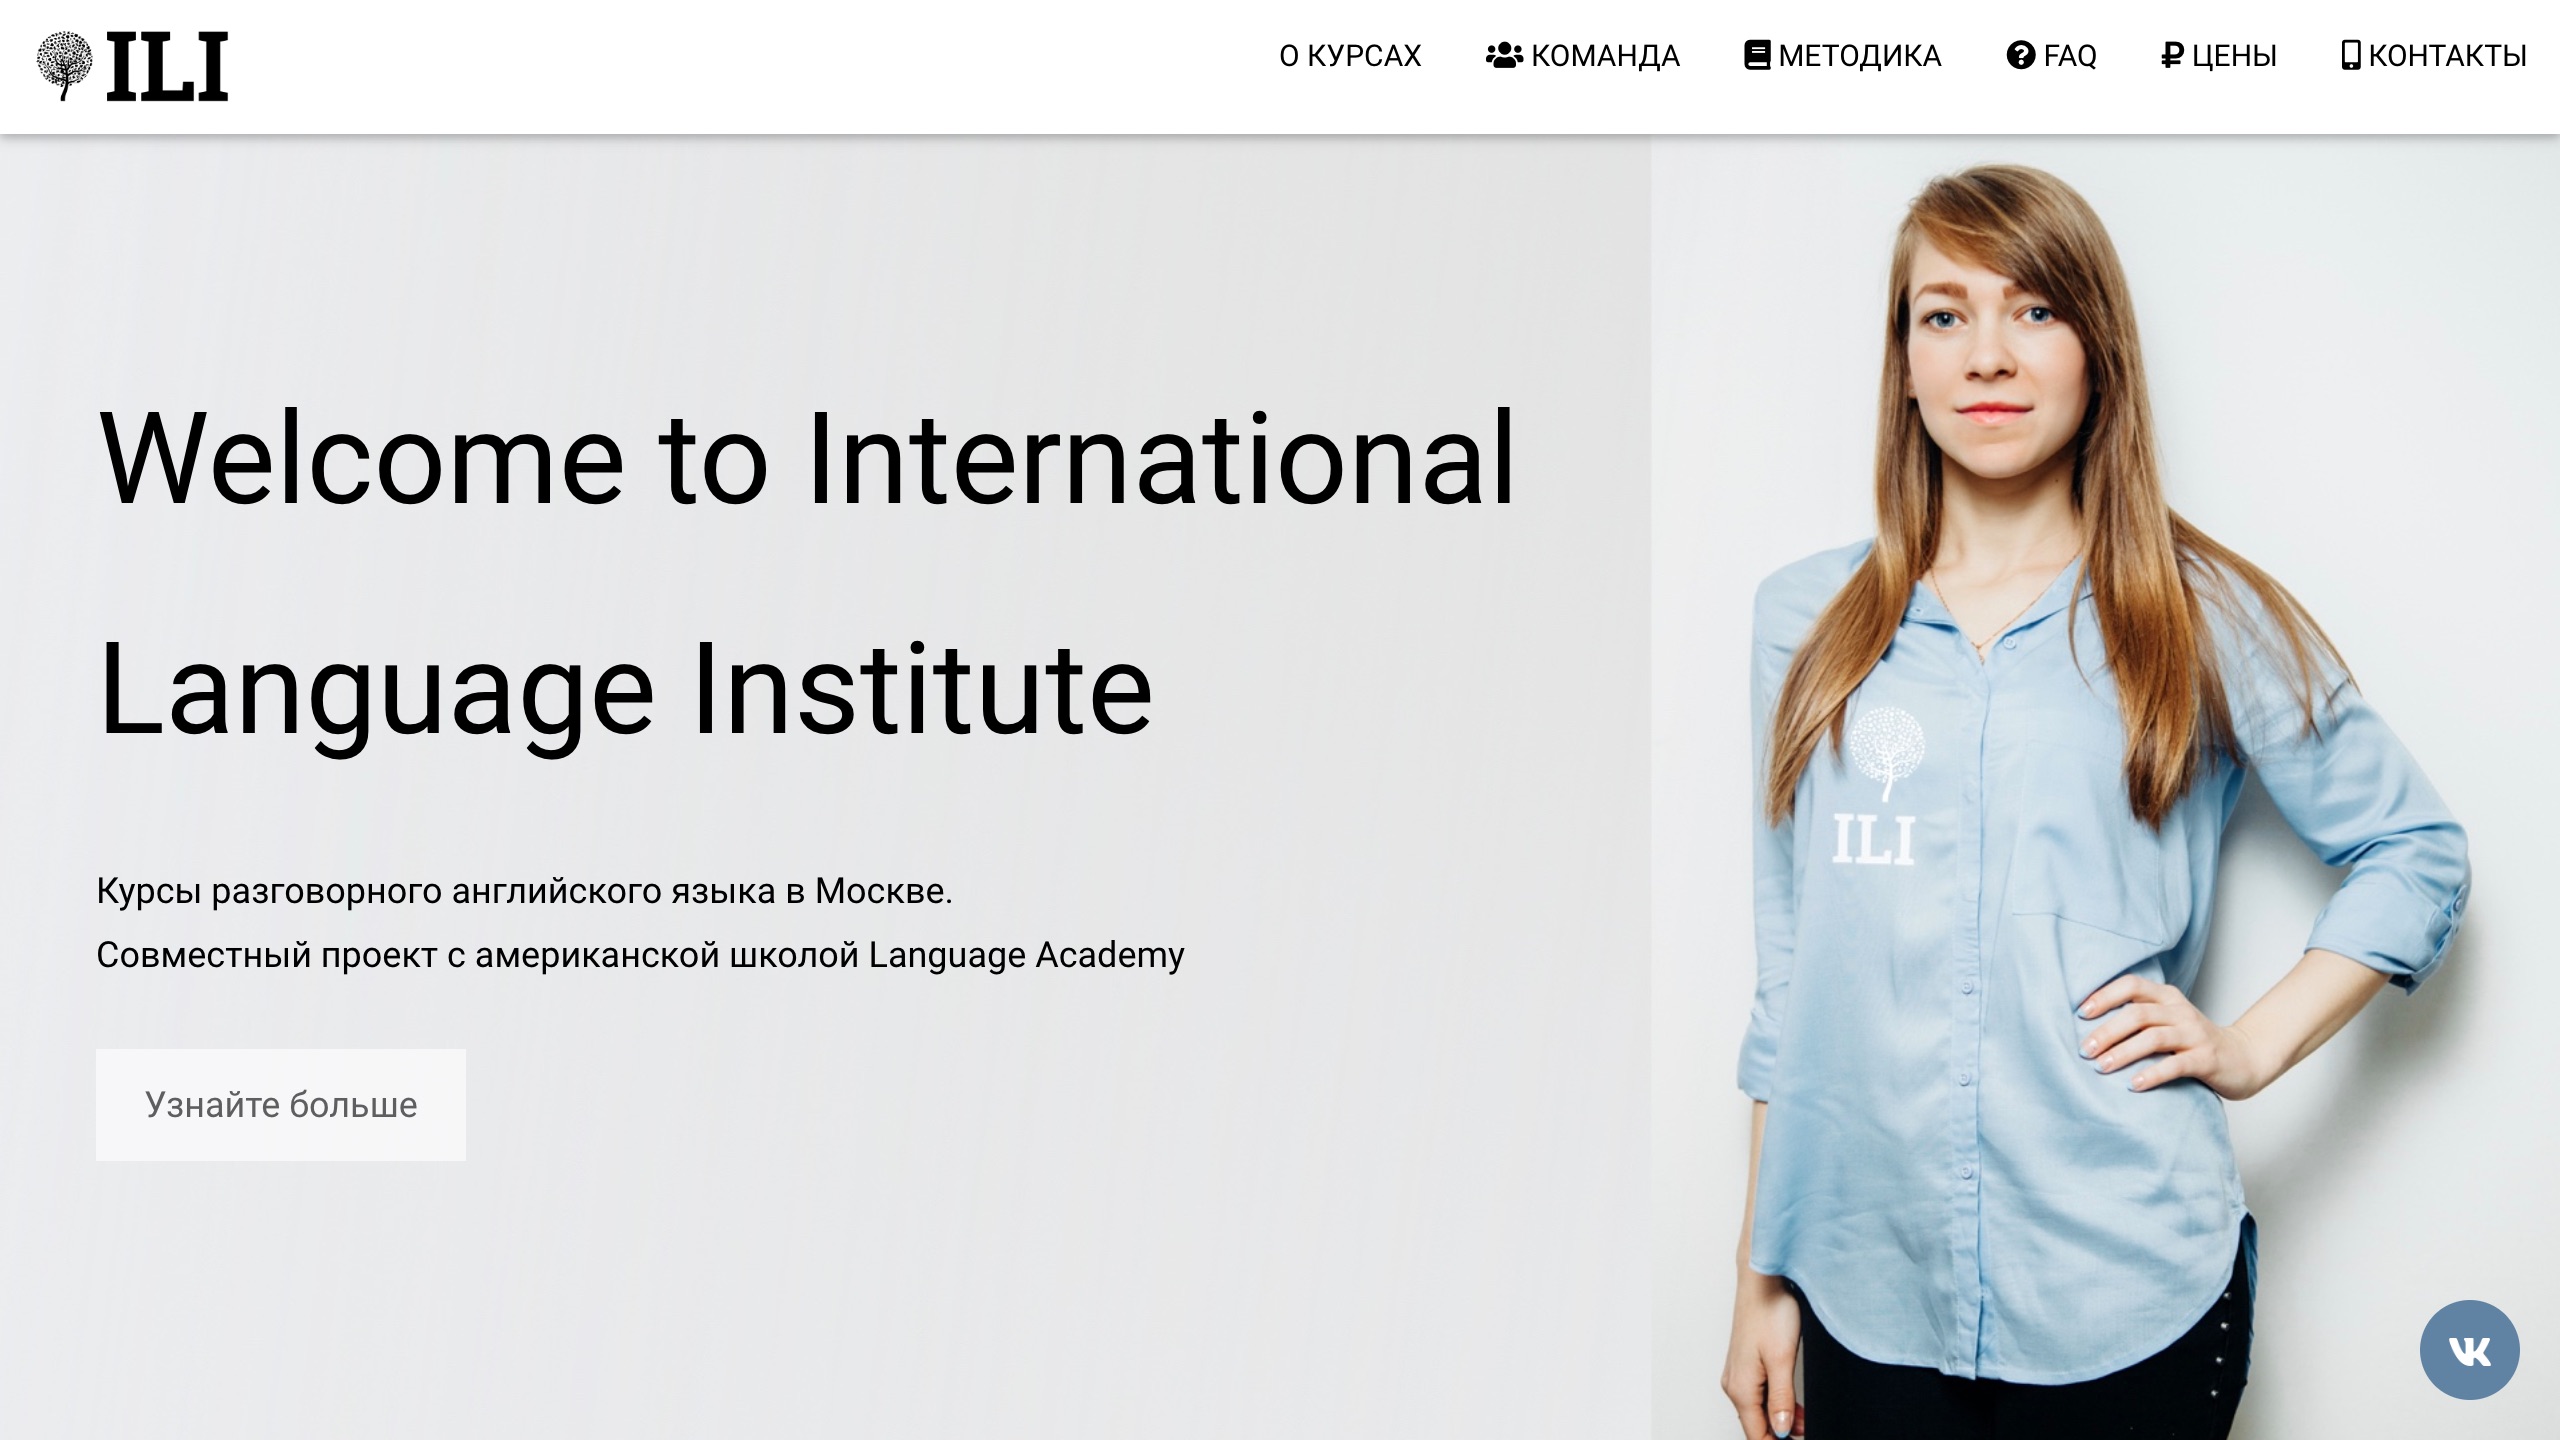 ILI
О КУРСАХ
КОМАНДА
МЕТОДИКА
FAQ
ЦЕНЫ
КОНТАКТЫ
Welcome to International
Language Institute
Курсы разговорного английского языка в Москве.
Совместный проект с американской школой Language Academy
Узнайте больше
ILI